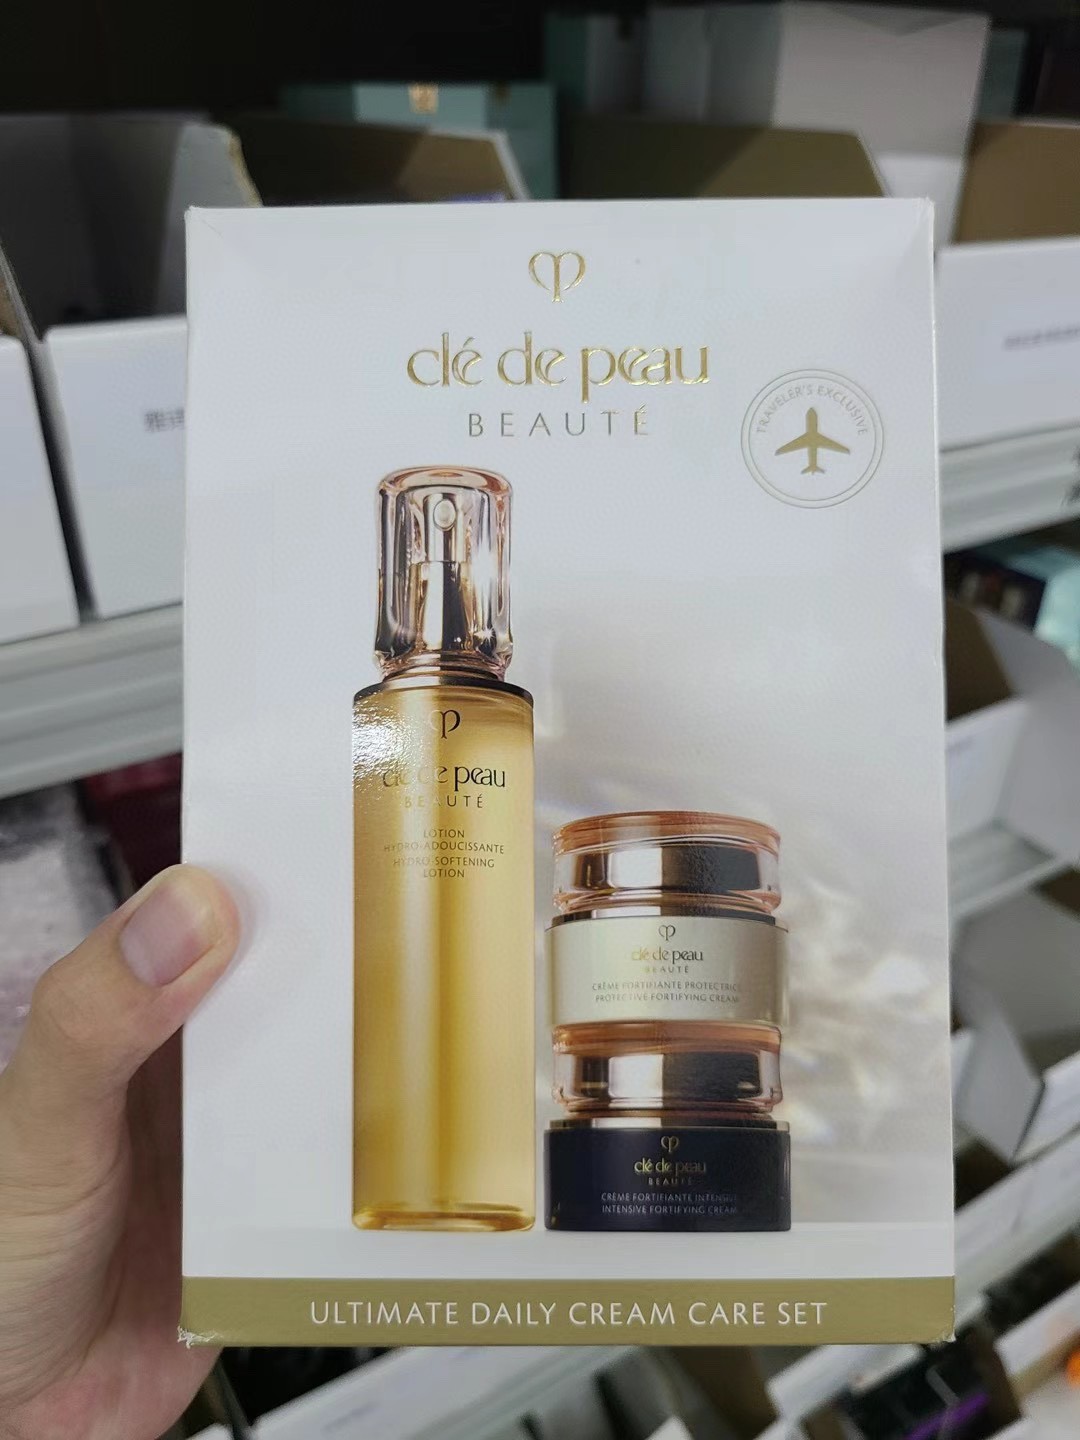 clé de peau
BEAUTÉ
TRAVELER'S EXCLUSIVE
clé de peau
BEAUTÉ
LOTION
HYDRO-ADOUCISSANTE
HYDRO-SOFTENING
LOTION
clé de peau
BEAUTÉ
CRÈME FORTIFIANTE PROTECTRICE
PROTECTIVE FORTIFYING CREAM
clé de peau
BEAUTÉ
CRÈME FORTIFIANTE INTENSIVE
INTENSIVE FORTIFYING CREAM
ULTIMATE DAILY CREAM CARE SET